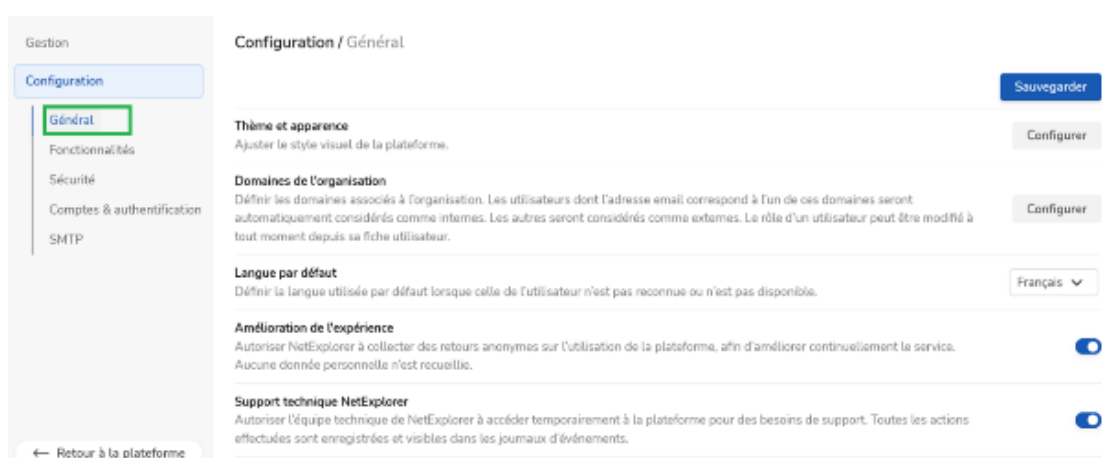 Gestion
Configuration
Général
Fonctionnalités
Sécurité
Comptes & authentification
SMTP
← Retour à la plateforme
Configuration / Général
Sauvegarder
Thème et apparence
Ajuster le style visuel de la plateforme.
Configurer
Domaines de l'organisation
Définir les domaines associés à l'organisation. Les utilisateurs dont l'adresse email correspond à l'un de ces domaines seront
automatiquement considérés comme internes. Les autres seront considérés comme externes. Le rôle d'un utilisateur peut être modifié à
tout moment depuis sa fiche utilisateur.
Configurer
Langue par défaut
Définir la langue utilisée par défaut lorsque celle de l'utilisateur n'est pas reconnue ou n'est pas disponible.
Français
Amélioration de l'expérience
Autoriser NetExplorer à collecter des retours anonymes sur l'utilisation de la plateforme, afin d'améliorer continuellement le service.
Aucune donnée personnelle n'est recueillie.
Support technique NetExplorer
Autoriser l'équipe technique de NetExplorer à accéder temporairement à la plateforme pour des besoins de support. Toutes les actions
effectuées sont enregistrées et visibles dans les journaux d'événements.